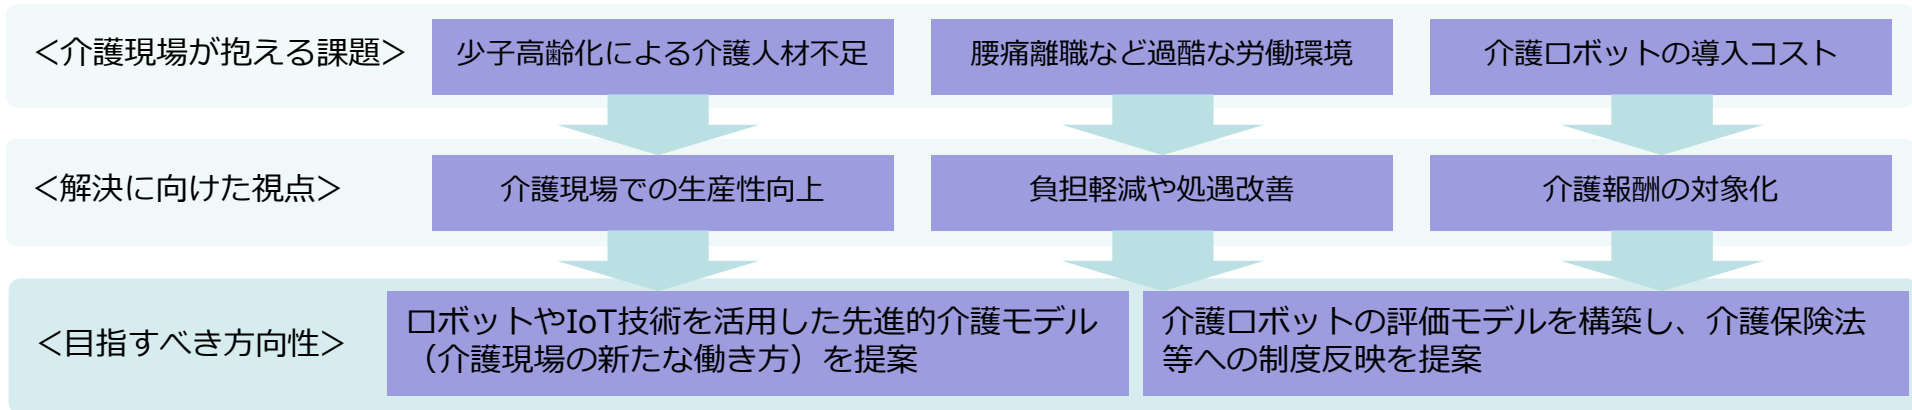 <介護現場が抱える課題>
少子高齢化による介護人材不足
腰痛離職など過酷な労働環境
介護ロボットの導入コスト
<解決に向けた視点>
介護現場での生産性向上
負担軽減や処遇改善
介護報酬の対象化
<目指すべき方向性>
ロボットやIoT技術を活用した先進的介護モデル
（介護現場の新たな働き方）を提案
介護ロボットの評価モデルを構築し、介護保険法
等への制度反映を提案